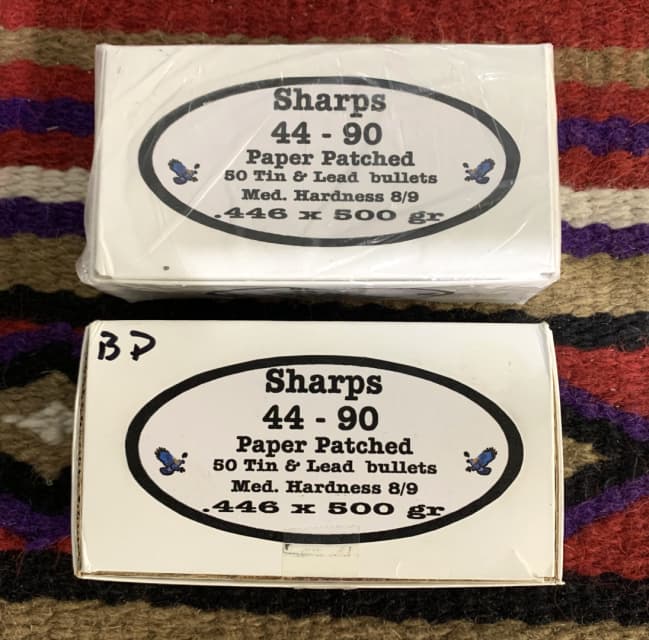 Sharps
44 - 90
Paper Patched
50 Tin & Lead bullets
Med. Hardness 8/9
.446 x 500 gr
BP
Sharps
44 - 90
Paper Patched
50 Tin & Lead bullets
Med. Hardness 8/9
.446 x 500 gr